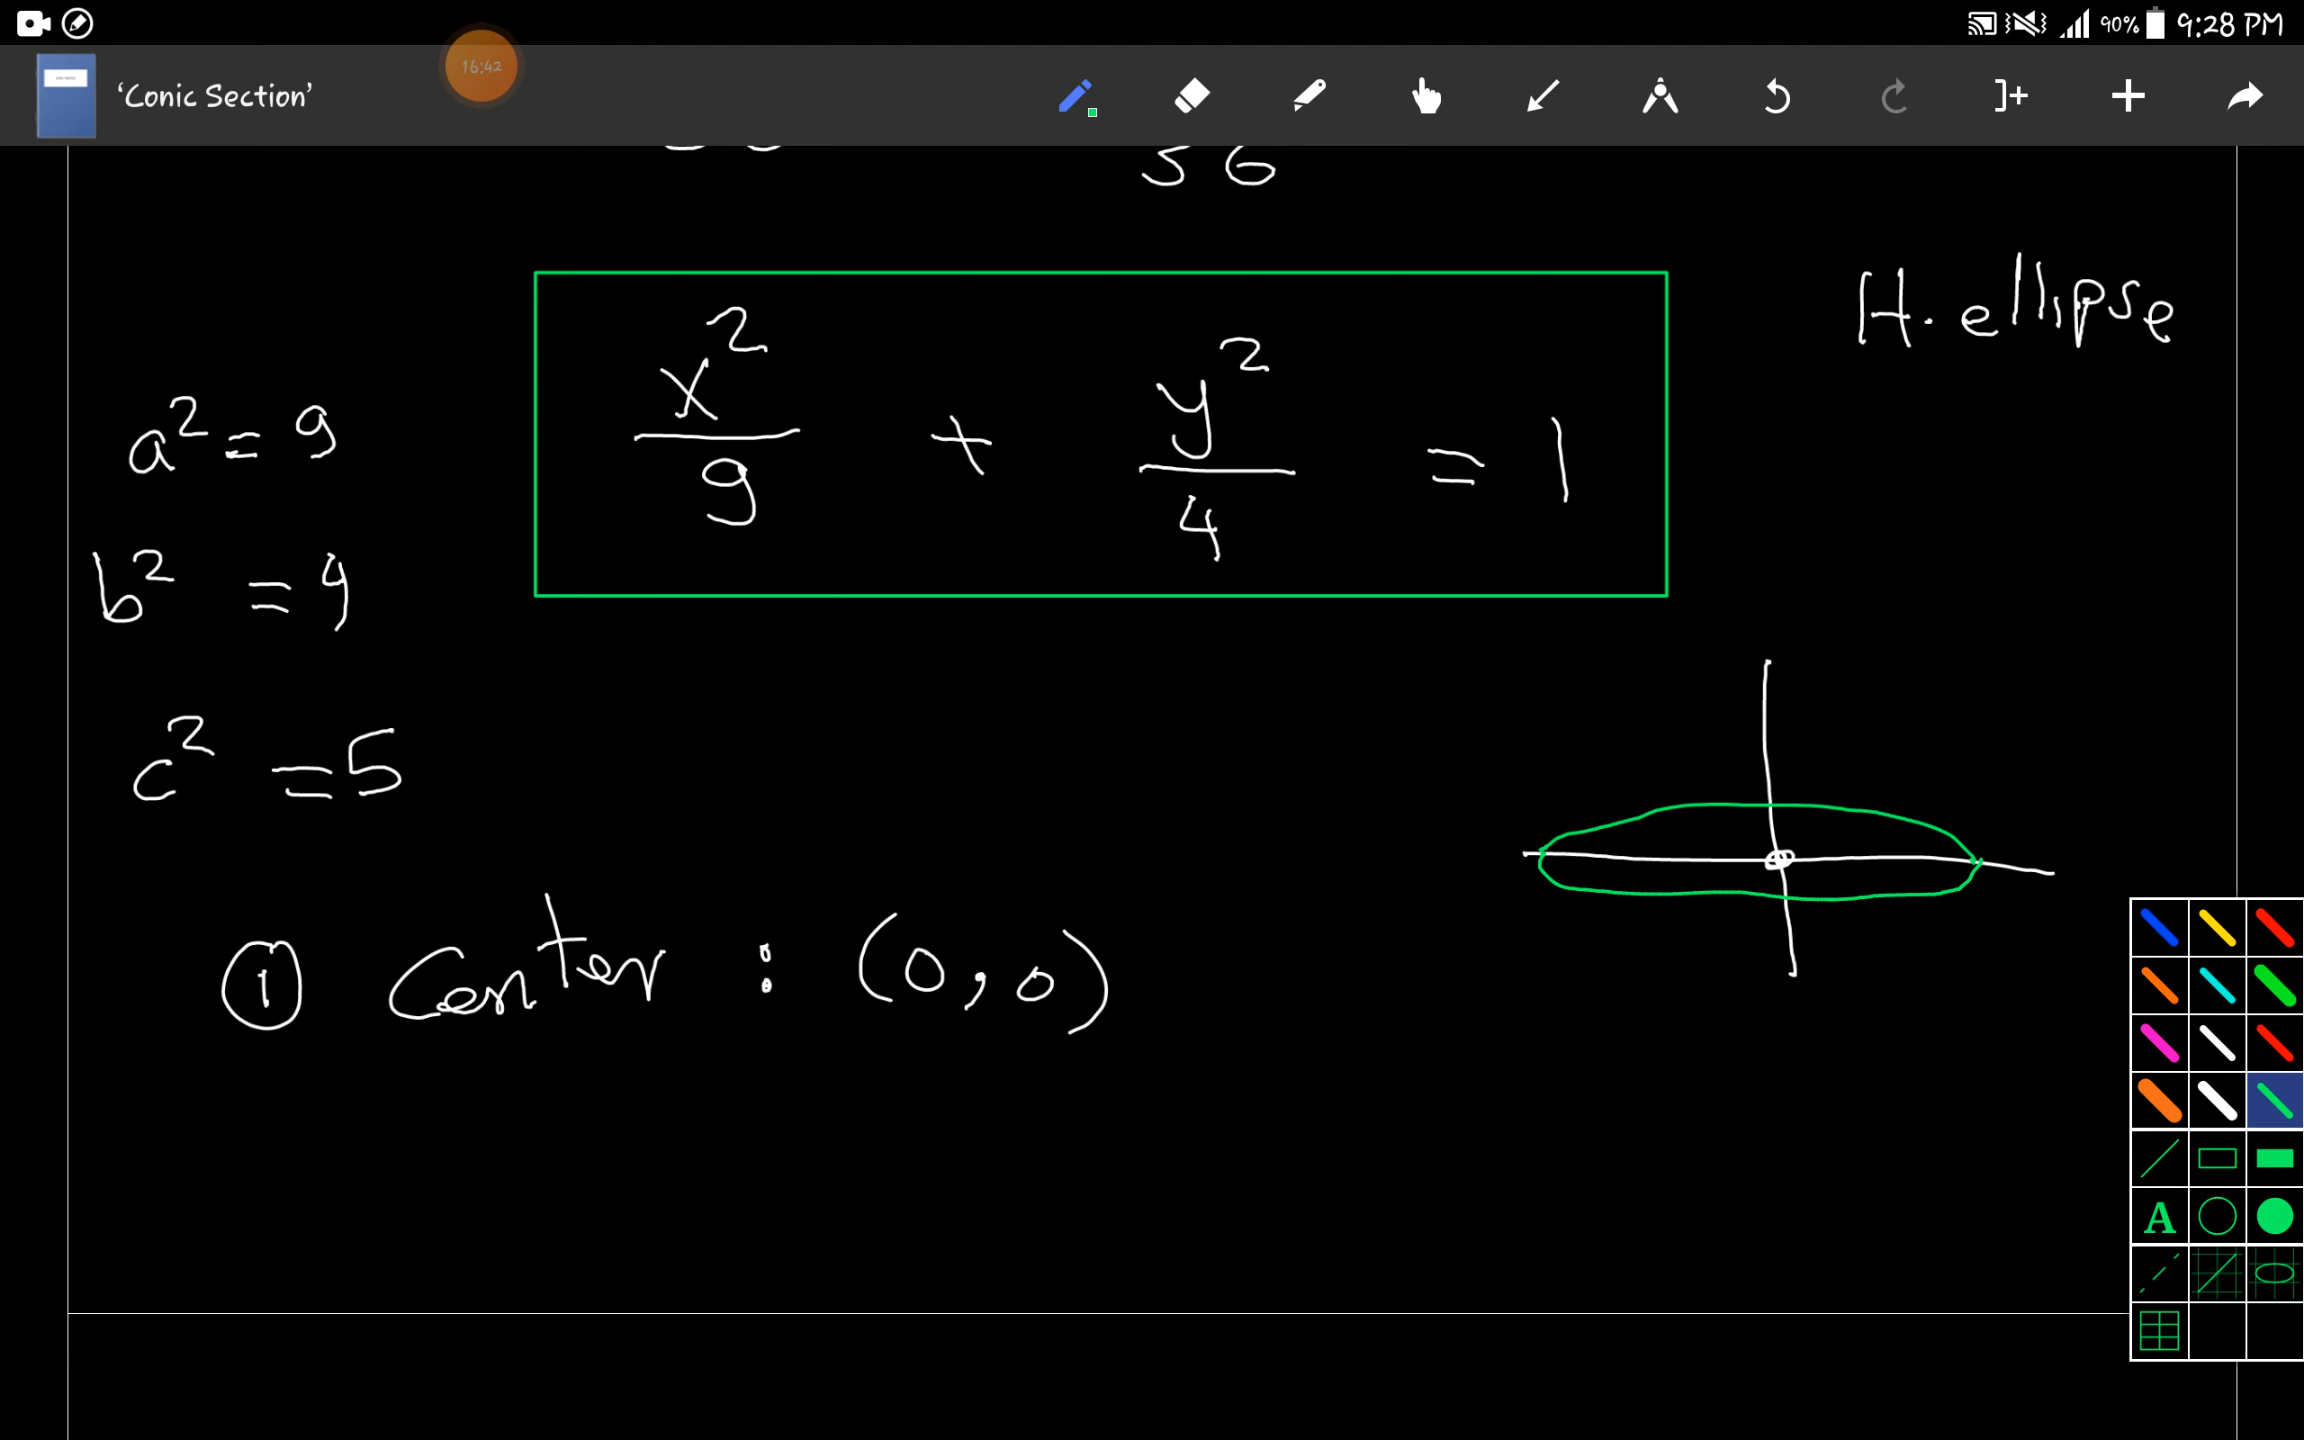 90% 9:28 PM
'Conic Section' 16:42 ]+
36
H. ellipse
x²/9 + y²/4 = 1
a² = 9
b² = 4
c² = 5
① Center : (0, 0)
A